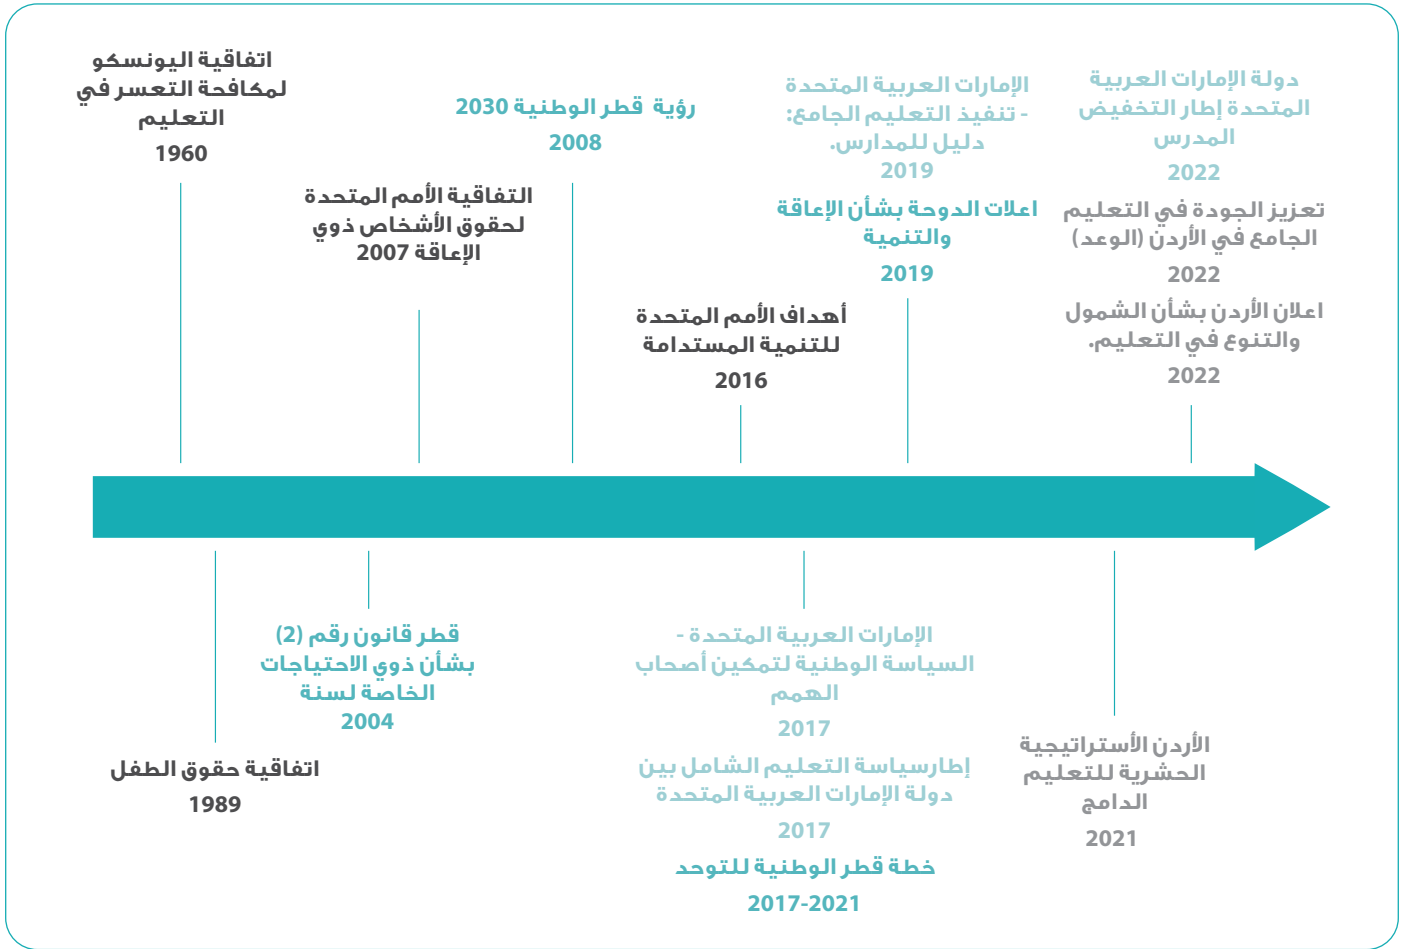 اتفاقية اليونسكو
لمكافحة التعسر في
التعليم
1960
التفاقية الأمم المتحدة
لحقوق الأشخاص ذوي
الإعاقة 2007
رؤية قطر الوطنية 2030
2008
أهداف الأمم المتحدة
للتنمية المستدامة
2016
الإمارات العربية المتحدة
- تنفيذ التعليم الجامع:
دليل للمدارس.
2019
اعلات الدوحة بشأن الإعاقة
والتنمية
2019
دولة الإمارات العربية
المتحدة إطار التخفيض
المدرس
2022
تعزيز الجودة في التعليم
الجامع في الأردن (الوعد)
2022
اعلان الأردن بشأن الشمول
والتنوع في التعليم.
2022
اتفاقية حقوق الطفل
1989
قطر قانون رقم (2)
بشأن ذوي الاحتياجات
الخاصة لسنة
2004
الإمارات العربية المتحدة -
السياسة الوطنية لتمكين أصحاب
الهمم
2017
إطارسياسة التعليم الشامل بين
دولة الإمارات العربية المتحدة
2017
خطة قطر الوطنية للتوحد
2017-2021
الأردن الأستراتيجية
الحشرية للتعليم
الدامج
2021